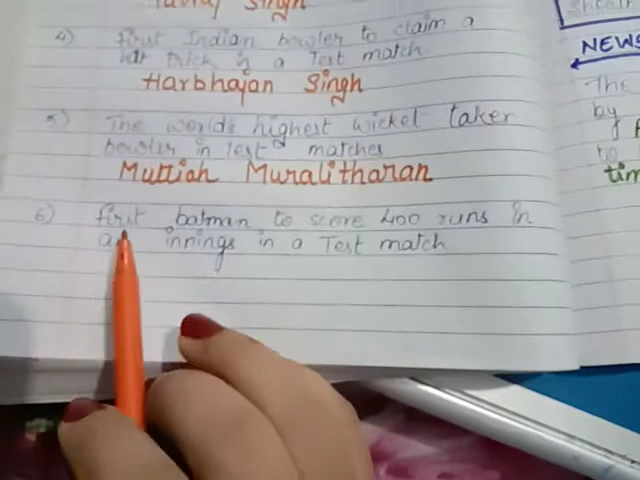 Yuvraj Singh
4) first Indian bowler to claim a
hat trick in a Test match
Harbhajan Singh
5) The world's highest wicket taker
bowler in Test matches
Muttiah Muralitharan
6) first batman to score 400 runs in
innings in a Test match
NEWS
The
by
to
tim